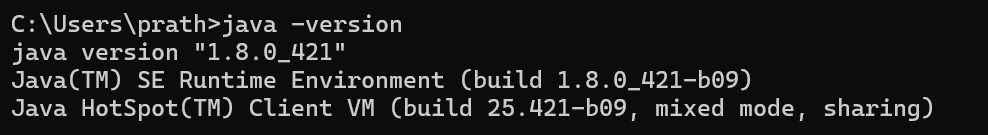 C:\Users\prath>java -version
java version "1.8.0_421"
Java(TM) SE Runtime Environment (build 1.8.0_421-b09)
Java HotSpot(TM) Client VM (build 25.421-b09, mixed mode, sharing)